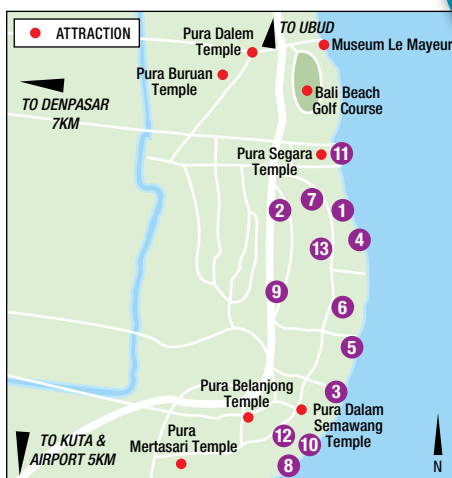 ATTRACTION
TO UBUD
Pura Dalem
Temple
Museum Le Mayeur
Pura Buruan
Temple
TO DENPASAR
7KM
Bali Beach
Golf Course
Pura Segara
Temple
11
7
2
1
4
13
9
6
5
3
Pura Belanjong
Temple
Pura Dalam
Semawang
Temple
TO KUTA &
AIRPORT 5KM
Pura
Mertasari Temple
12
10
8
N